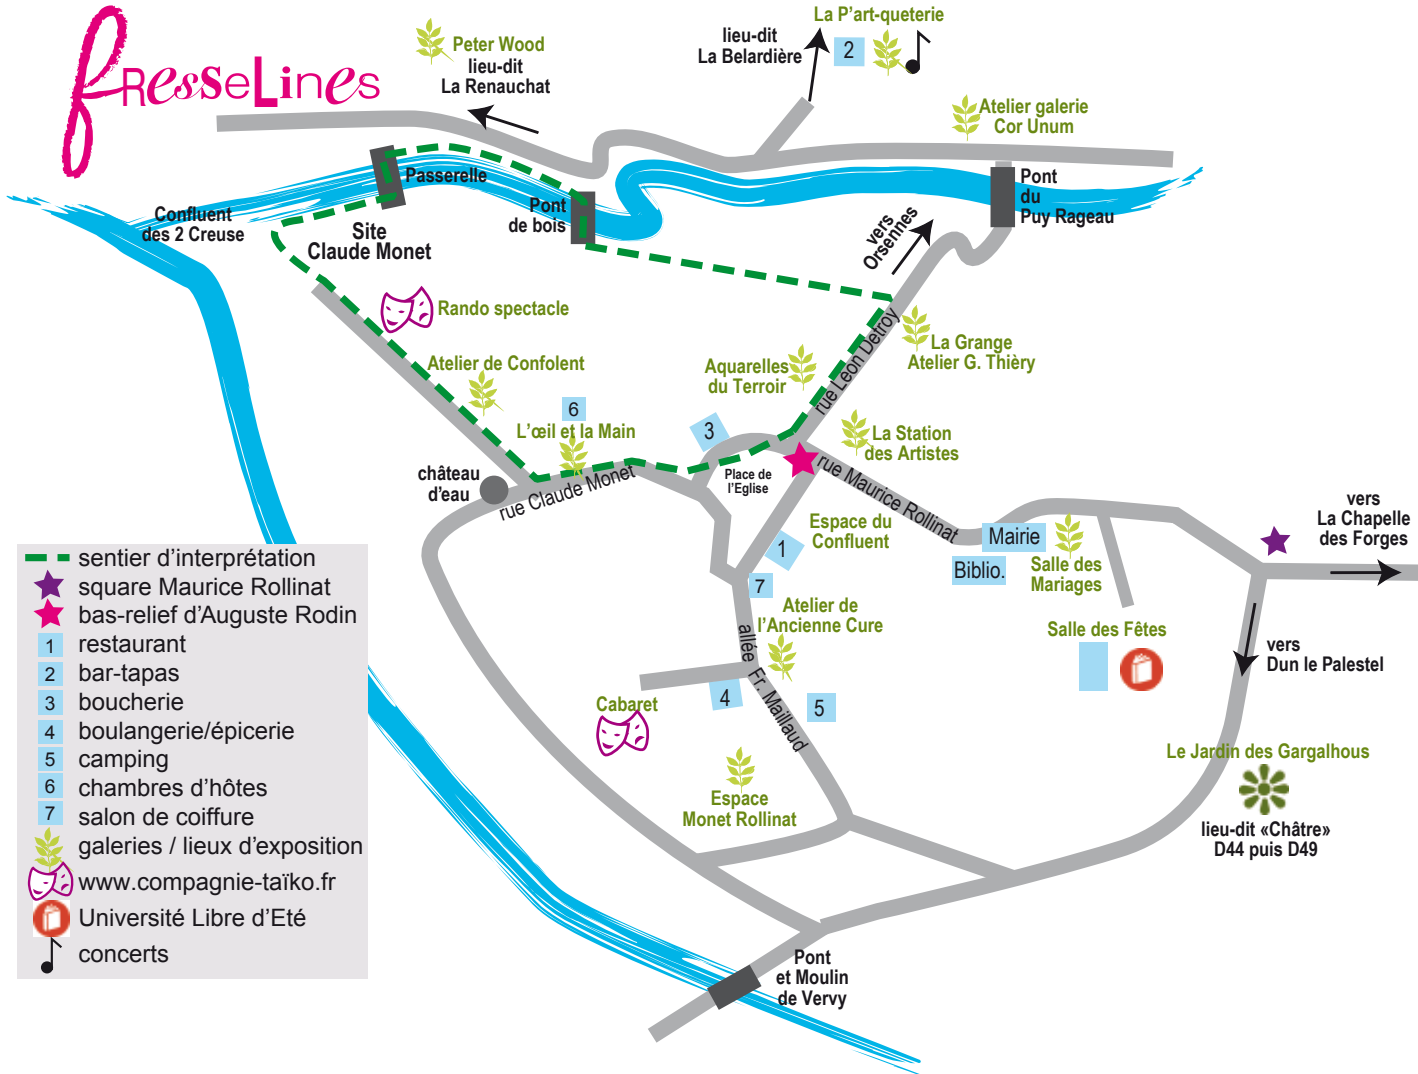 fResseLines
Peter Wood
lieu-dit
La Renauchat
lieu-dit
La Belardière
La P'art-queterie
2
Atelier galerie
Cor Unum
Passerelle
Pont
de bois
Pont
du
Puy Rageau
Confluent
des 2 Creuse
Site
Claude Monet
vers
Orsennes
Rando spectacle
Atelier de Confolent
6
L'œil et la Main
Aquarelles
du Terroir
rue Léon Detroy
La Grange
Atelier G. Thièry
3
La Station
des Artistes
château
d'eau
rue Claude Monet
Place de
l'Eglise
rue Maurice Rollinat
Espace du
Confluent
1
7
Mairie
Biblio.
Salle des
Mariages
vers
La Chapelle
des Forges
Atelier de
l'Ancienne Cure
allée Fr. Maillaud
Salle des Fêtes
vers
Dun le Palestel
4
5
Cabaret
Espace
Monet Rollinat
Le Jardin des Gargalhous
lieu-dit «Châtre»
D44 puis D49
Pont
et Moulin
de Vervy
sentier d'interprétation
square Maurice Rollinat
bas-relief d'Auguste Rodin
1 restaurant
2 bar-tapas
3 boucherie
4 boulangerie/épicerie
5 camping
6 chambres d'hôtes
7 salon de coiffure
galeries / lieux d'exposition
www.compagnie-taïko.fr
Université Libre d'Eté
concerts